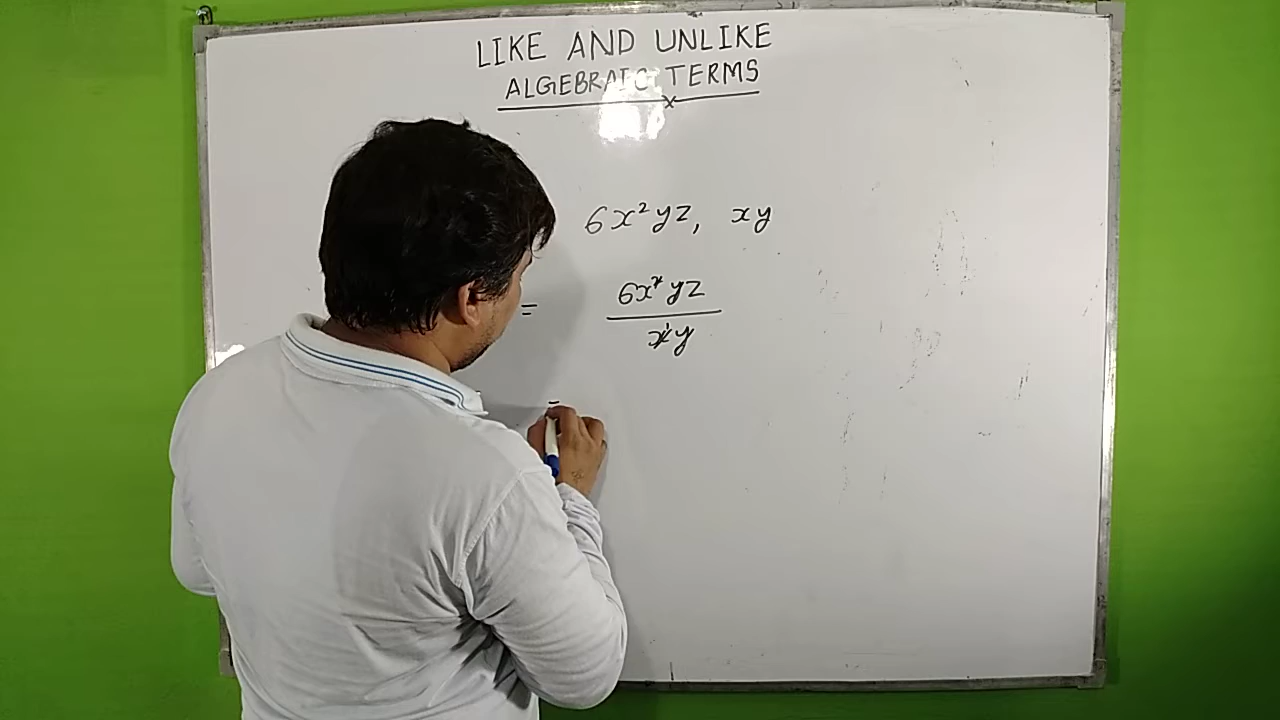 LIKE AND UNLIKE
ALGEBRAIC TERMS
6x²yz, xy
= 6x²yz
xy
=